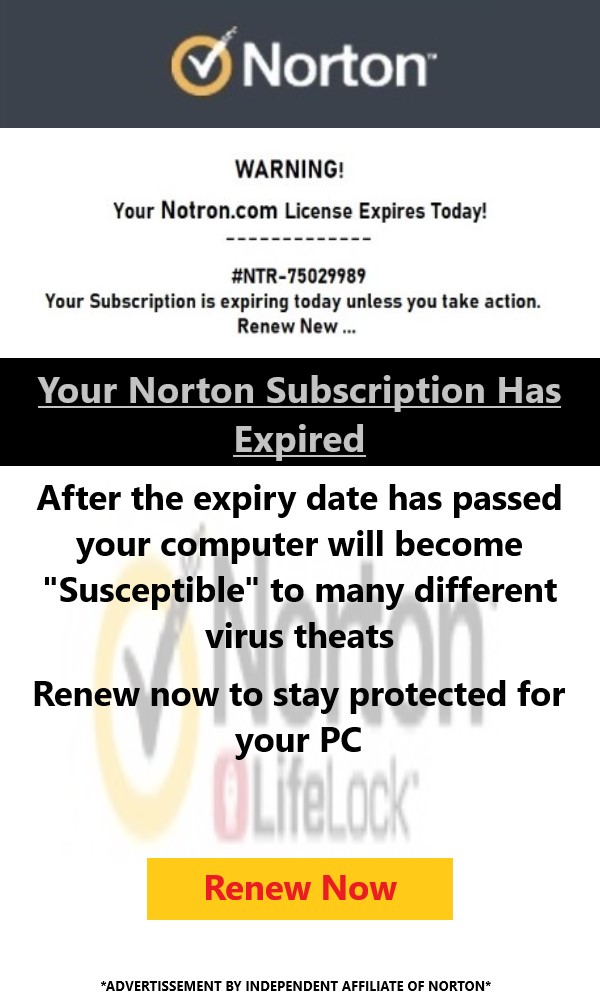 Norton™
WARNING!
Your Notron.com License Expires Today!
-------------
#NTR-75029989
Your Subscription is expiring today unless you take action.
Renew New ...
Your Norton Subscription Has
Expired
After the expiry date has passed
your computer will become
"Susceptible" to many different
virus theats
Renew now to stay protected for
your PC
Norton
LifeLock
Renew Now
*ADVERTISSEMENT BY INDEPENDENT AFFILIATE OF NORTON*